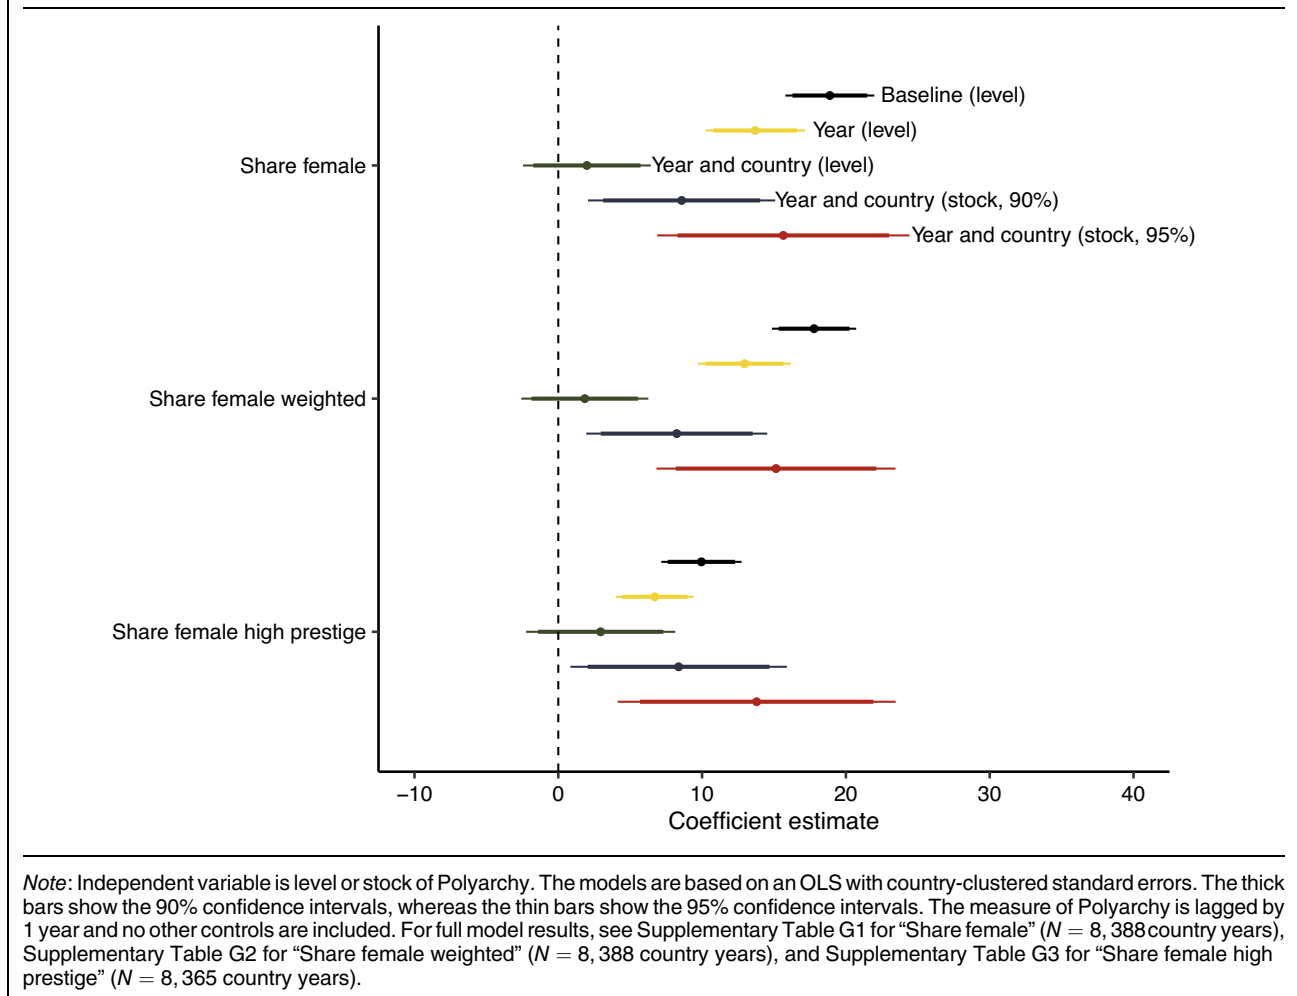 Baseline (level)
Year (level)
Share female
Year and country (level)
Year and country (stock, 90%)
Year and country (stock, 95%)
Share female weighted
Share female high prestige
−10 0 10 20 30 40
Coefficient estimate
Note: Independent variable is level or stock of Polyarchy. The models are based on an OLS with country-clustered standard errors. The thick
bars show the 90% confidence intervals, whereas the thin bars show the 95% confidence intervals. The measure of Polyarchy is lagged by
1 year and no other controls are included. For full model results, see Supplementary Table G1 for “Share female” (N = 8, 388 country years),
Supplementary Table G2 for “Share female weighted” (N = 8, 388 country years), and Supplementary Table G3 for “Share female high
prestige” (N = 8, 365 country years).